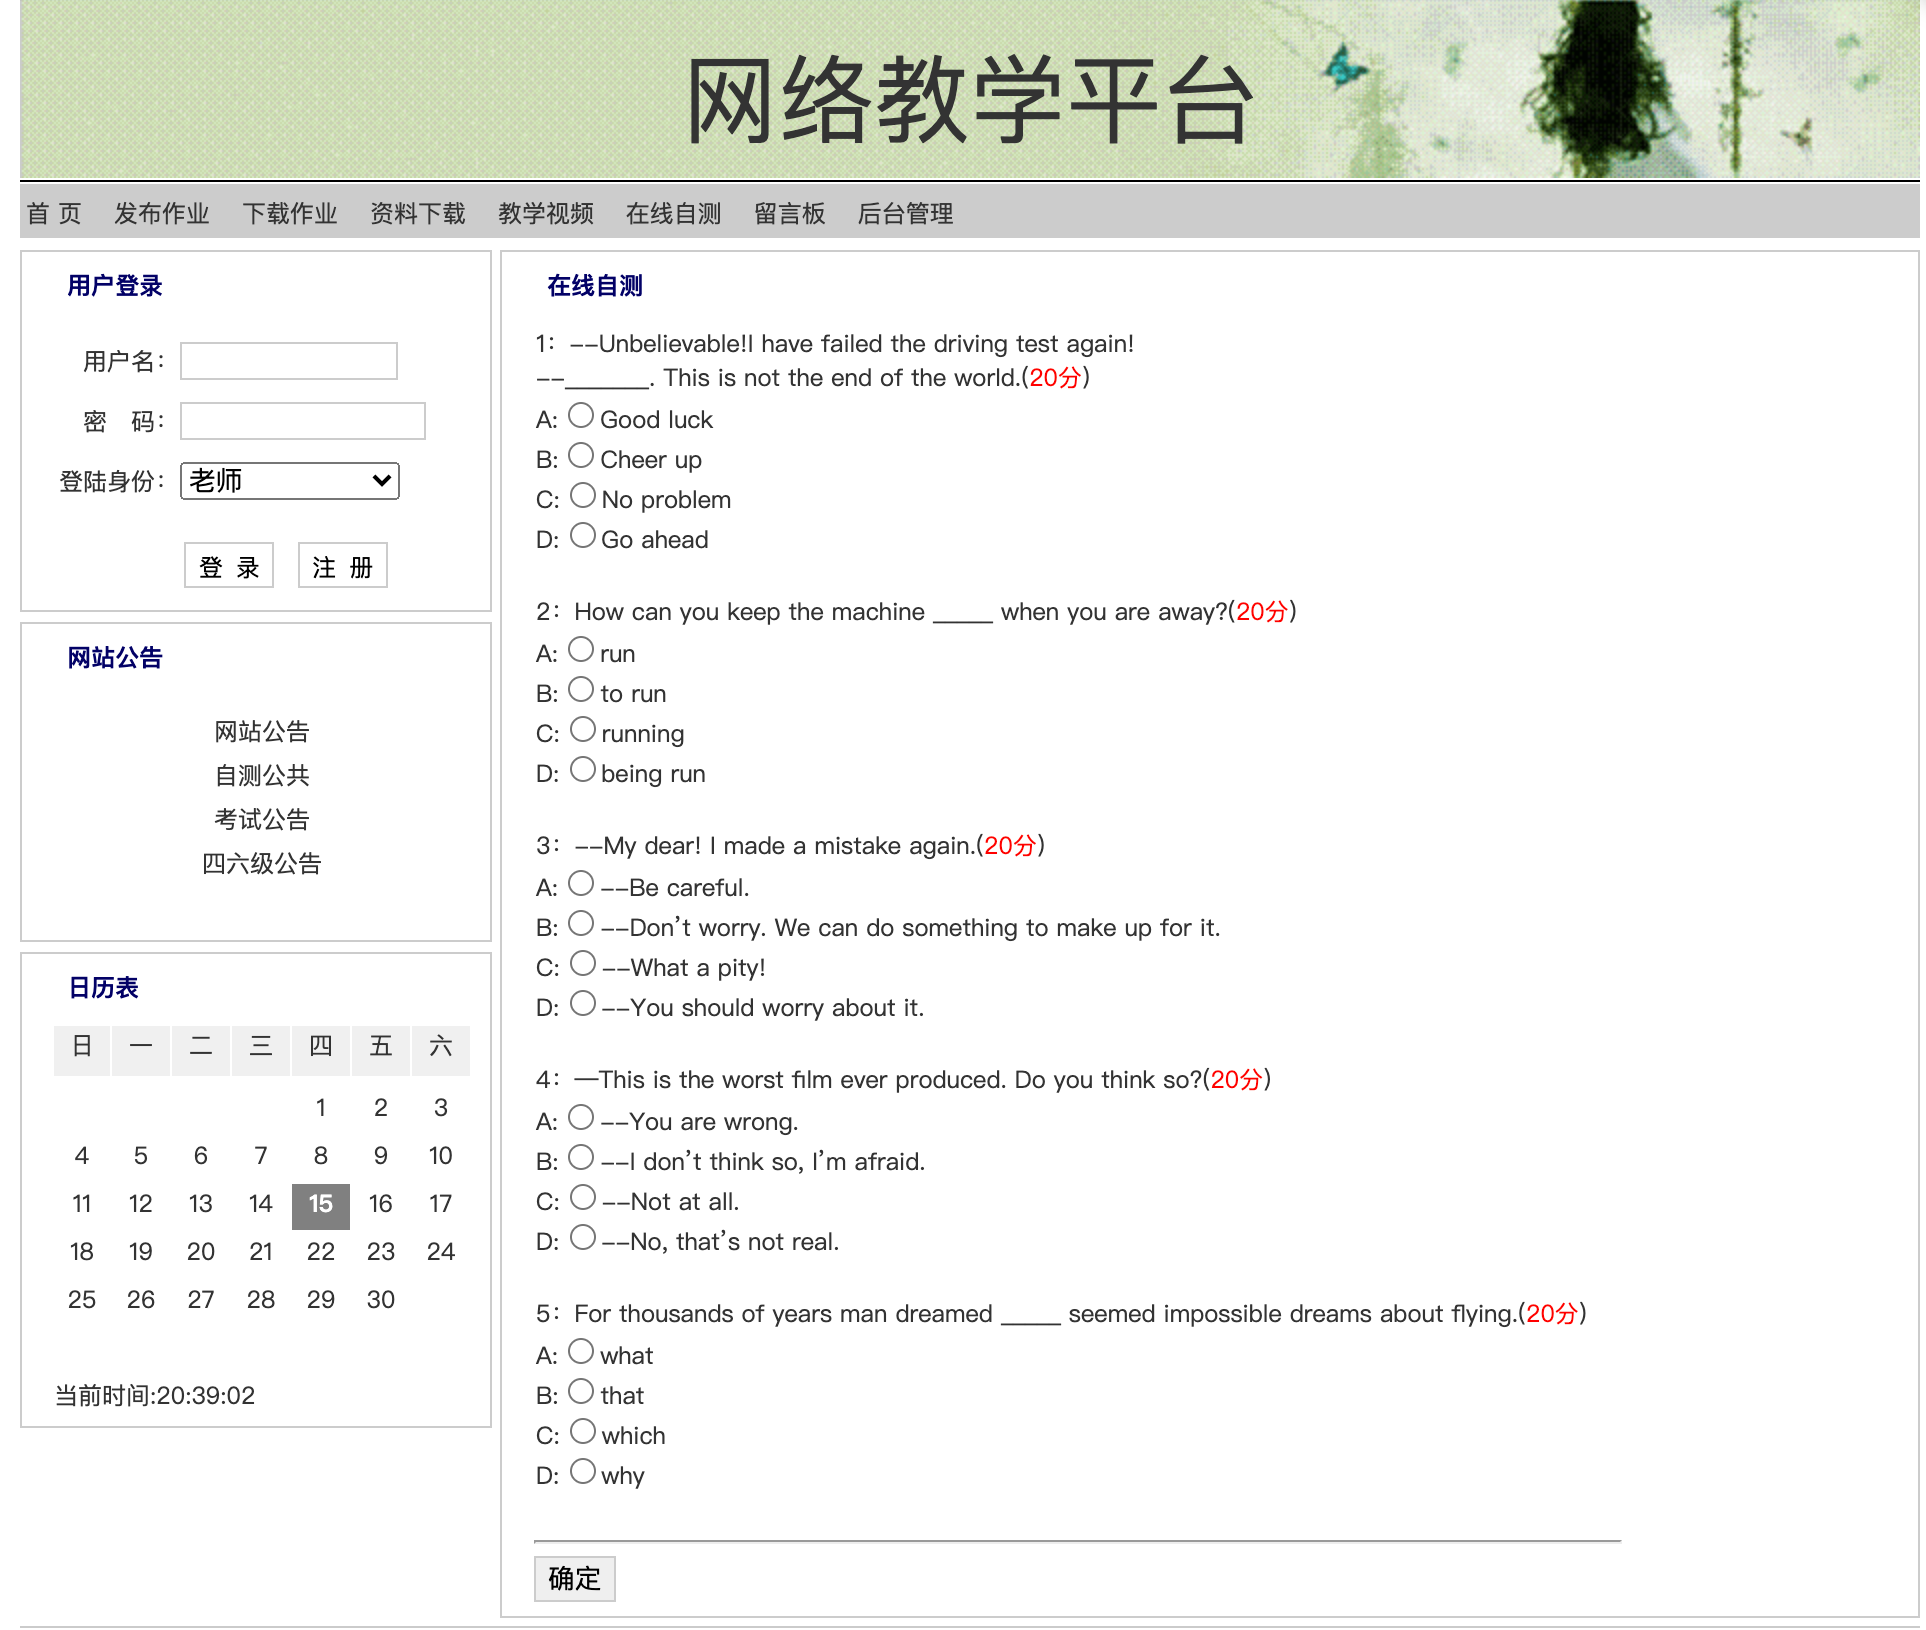 网络教学平台
首 页 发布作业 下载作业 资料下载 教学视频 在线自测 留言板 后台管理
用户登录
用户名：
密 码：
登陆身份： 老师
登 录 注 册
网站公告
网站公告
自测公共
考试公告
四六级公告
日历表
日 一 二 三 四 五 六
1 2 3
4 5 6 7 8 9 10
11 12 13 14 15 16 17
18 19 20 21 22 23 24
25 26 27 28 29 30
当前时间:20:39:02
在线自测
1：--Unbelievable!I have failed the driving test again!
--_______. This is not the end of the world.(20分)
A: Good luck
B: Cheer up
C: No problem
D: Go ahead
2：How can you keep the machine _____ when you are away?(20分)
A: run
B: to run
C: running
D: being run
3：--My dear! I made a mistake again.(20分)
A: --Be careful.
B: --Don't worry. We can do something to make up for it.
C: --What a pity!
D: --You should worry about it.
4：—This is the worst film ever produced. Do you think so?(20分)
A: --You are wrong.
B: --I don't think so, I'm afraid.
C: --Not at all.
D: --No, that's not real.
5：For thousands of years man dreamed _____ seemed impossible dreams about flying.(20分)
A: what
B: that
C: which
D: why
确定